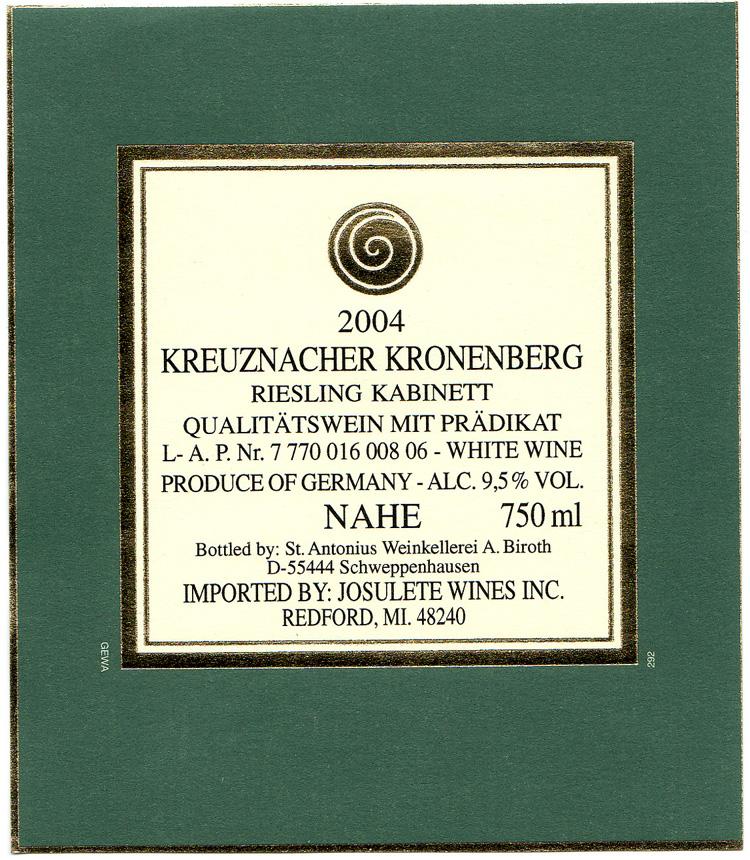 2004
KREUZNACHER KRONENBERG
RIESLING KABINETT
QUALITÄTSWEIN MIT PRÄDIKAT
L- A. P. Nr. 7 770 016 008 06 - WHITE WINE
PRODUCE OF GERMANY - ALC. 9,5% VOL.
NAHE 750 ml
Bottled by: St. Antonius Weinkellerei A. Biroth
D-55444 Schweppenhausen
IMPORTED BY: JOSULETE WINES INC.
REDFORD, MI. 48240
GEWA
292